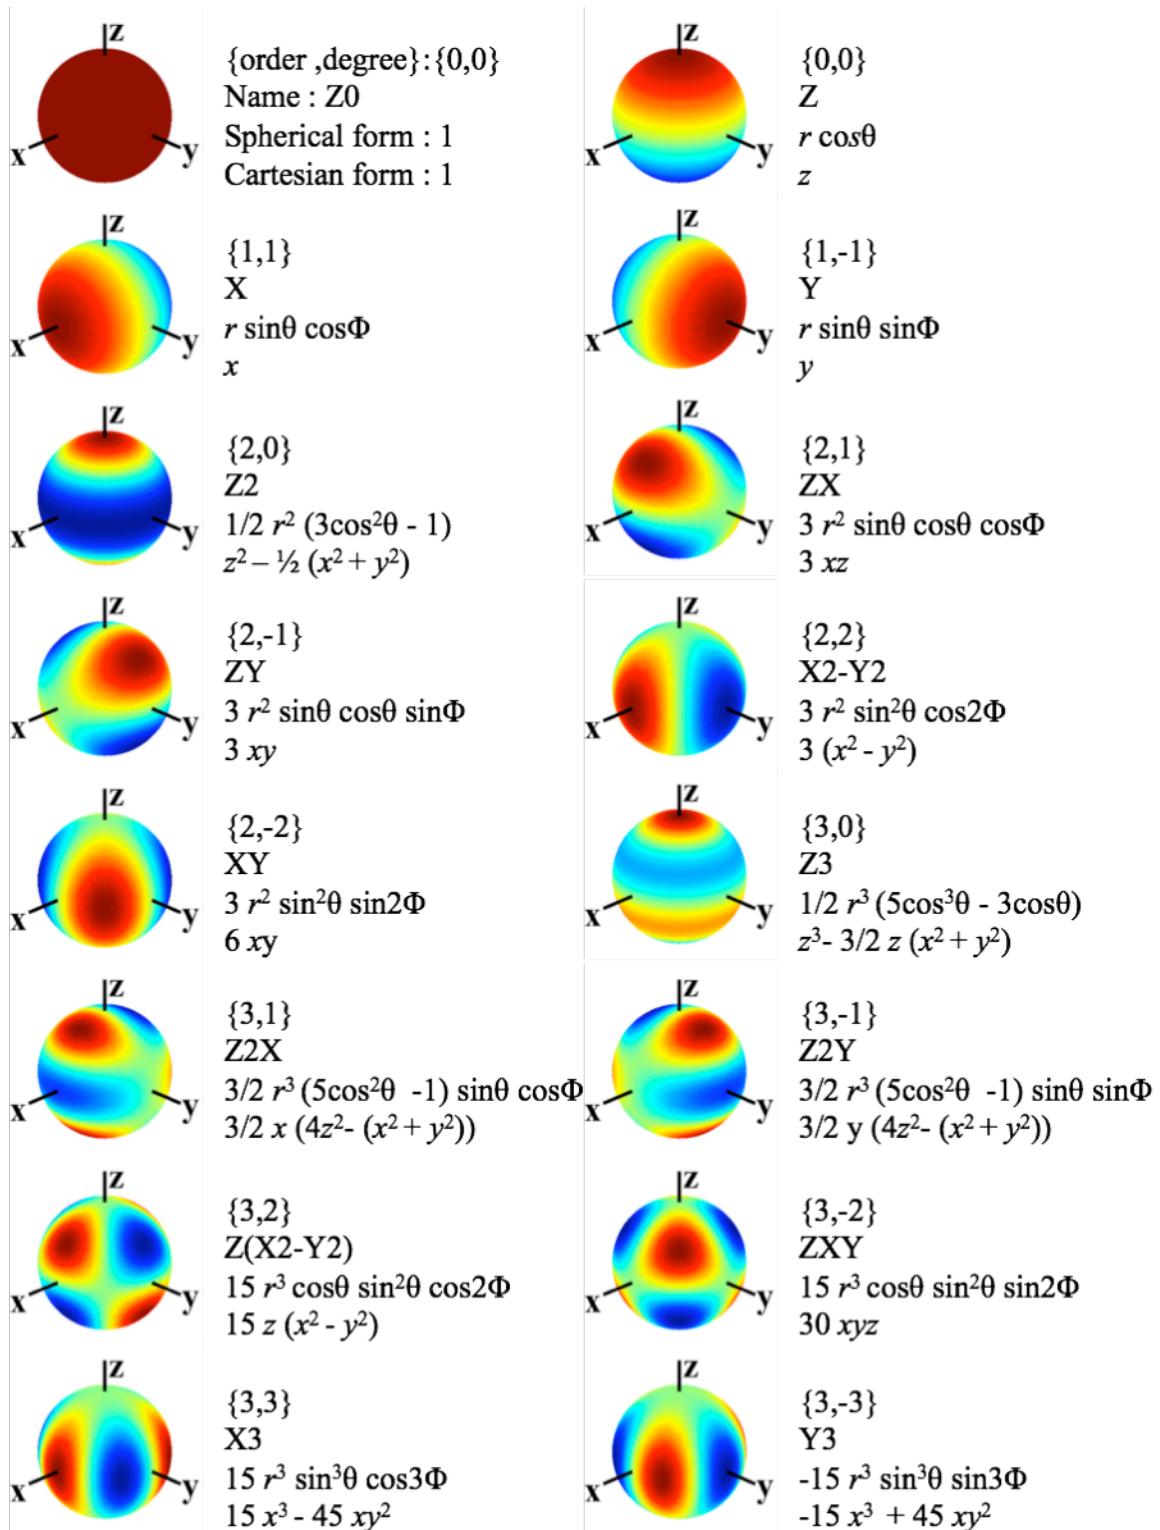 z
x
y
{order ,degree}:{0,0}
Name : Z0
Spherical form : 1
Cartesian form : 1
z
x
y
{0,0}
Z
r cosθ
z
z
x
y
{1,1}
X
r sinθ cosΦ
x
z
x
y
{1,-1}
Y
r sinθ sinΦ
y
z
x
y
{2,0}
Z2
1/2 r² (3cos²θ - 1)
z² – ½ (x² + y²)
z
x
y
{2,1}
ZX
3 r² sinθ cosθ cosΦ
3 xz
z
x
y
{2,-1}
ZY
3 r² sinθ cosθ sinΦ
3 xy
z
x
y
{2,2}
X2-Y2
3 r² sin²θ cos2Φ
3 (x² - y²)
z
x
y
{2,-2}
XY
3 r² sin²θ sin2Φ
6 xy
z
x
y
{3,0}
Z3
1/2 r³ (5cos³θ - 3cosθ)
z³- 3/2 z (x² + y²)
z
x
y
{3,1}
Z2X
3/2 r³ (5cos²θ -1) sinθ cosΦ
3/2 x (4z²- (x² + y²))
z
x
y
{3,-1}
Z2Y
3/2 r³ (5cos²θ -1) sinθ sinΦ
3/2 y (4z²- (x² + y²))
z
x
y
{3,2}
Z(X2-Y2)
15 r³ cosθ sin²θ cos2Φ
15 z (x² - y²)
z
x
y
{3,-2}
ZXY
15 r³ cosθ sin²θ sin2Φ
30 xyz
z
x
y
{3,3}
X3
15 r³ sin³θ cos3Φ
15 x³ - 45 xy²
z
x
y
{3,-3}
Y3
-15 r³ sin³θ sin3Φ
-15 x³ + 45 xy²